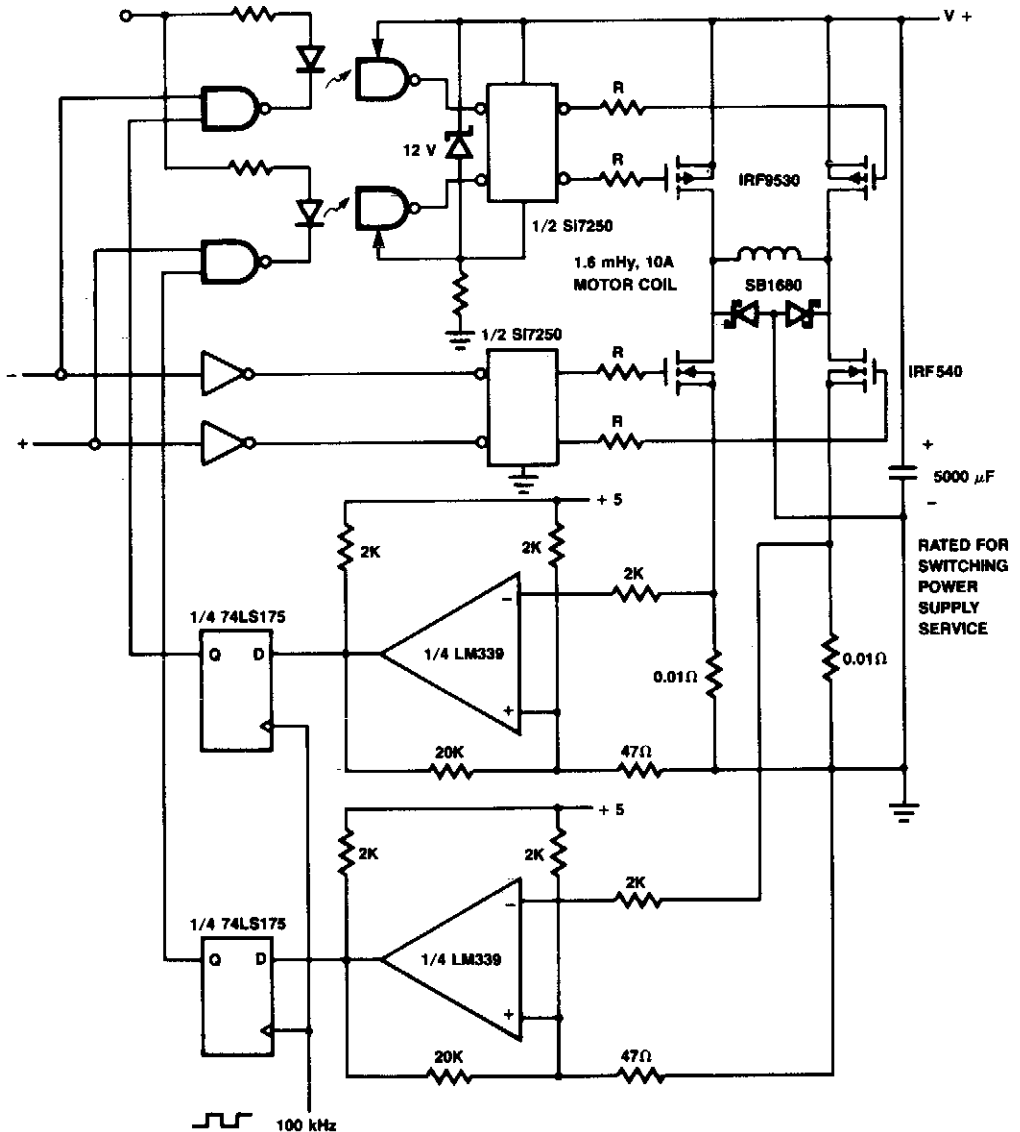 V +
R
12 V
R
IRF9530
1/2 Si7250
1.6 mHy, 10A
MOTOR COIL
SB1680
1/2 Si7250
R
IRF540
−
R
+
+
5000 μF
−
+ 5
2K
2K
RATED FOR
SWITCHING
POWER
SUPPLY
SERVICE
2K
−
1/4 74LS175
Q D
1/4 LM339
0.01Ω
0.01Ω
+
20K
47Ω
+ 5
2K
2K
2K
−
1/4 74LS175
Q D
1/4 LM339
+
20K
47Ω
100 kHz